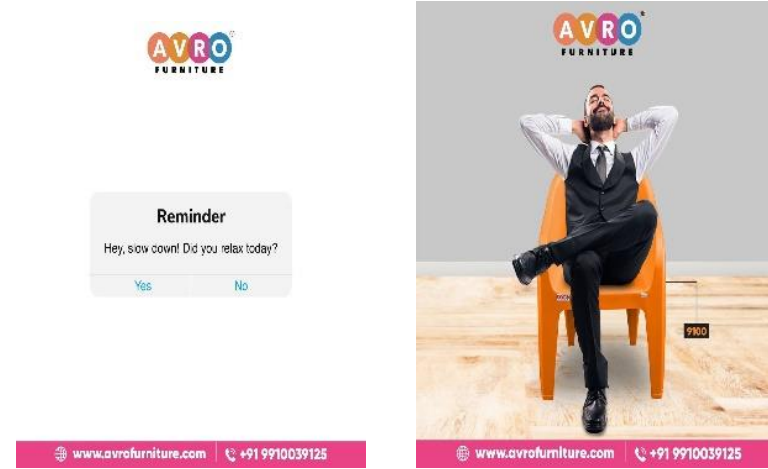 AVRO
FURNITURE
Reminder
Hey, slow down! Did you relax today?
Yes
No
www.avrofurniture.com
+91 9910039125
AVRO
FURNITURE
AVRO
9100
www.avrofurniture.com
+91 9910039125